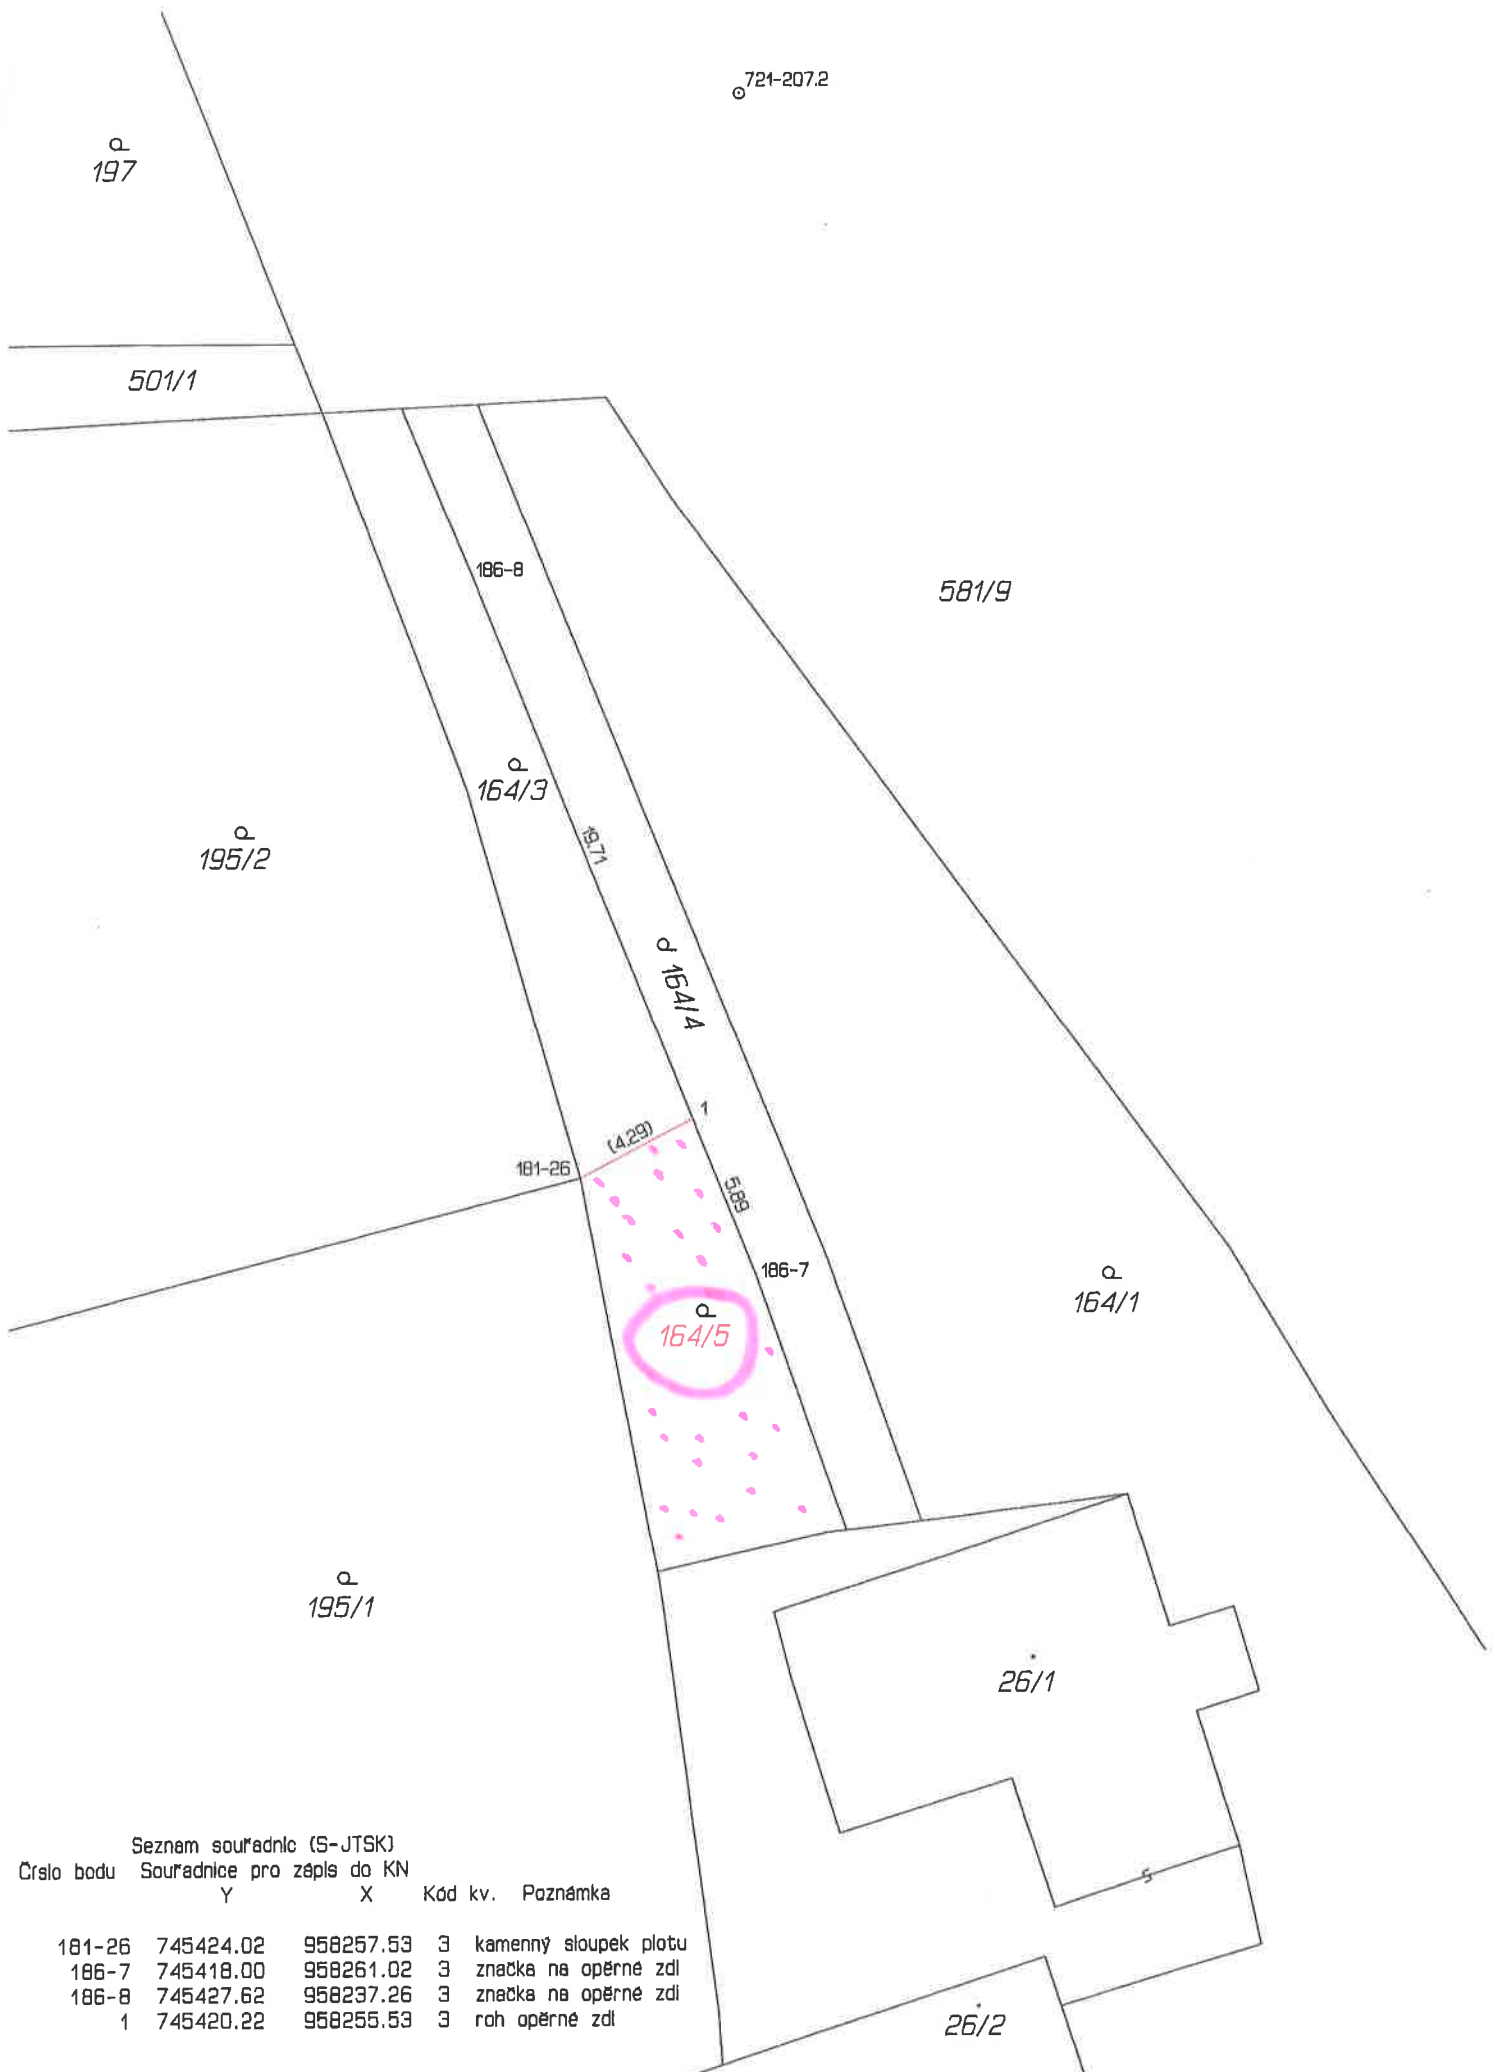 721-207.2
197
501/1
186-8
581/9
164/3
195/2
19.71
164/4
1
(4.29)
181-26
5.89
186-7
164/1
164/5
195/1
26/1
Seznam souřadnic (S-JTSK)
Číslo bodu Souřadnice pro zápis do KN
Y X Kód kv. Poznámka
181-26 745424.02 958257.53 3 kamenný sloupek plotu
186-7 745418.00 958261.02 3 značka na opěrné zdi
186-8 745427.62 958237.26 3 značka na opěrné zdi
1 745420.22 958255.53 3 roh opěrné zdi
26/2